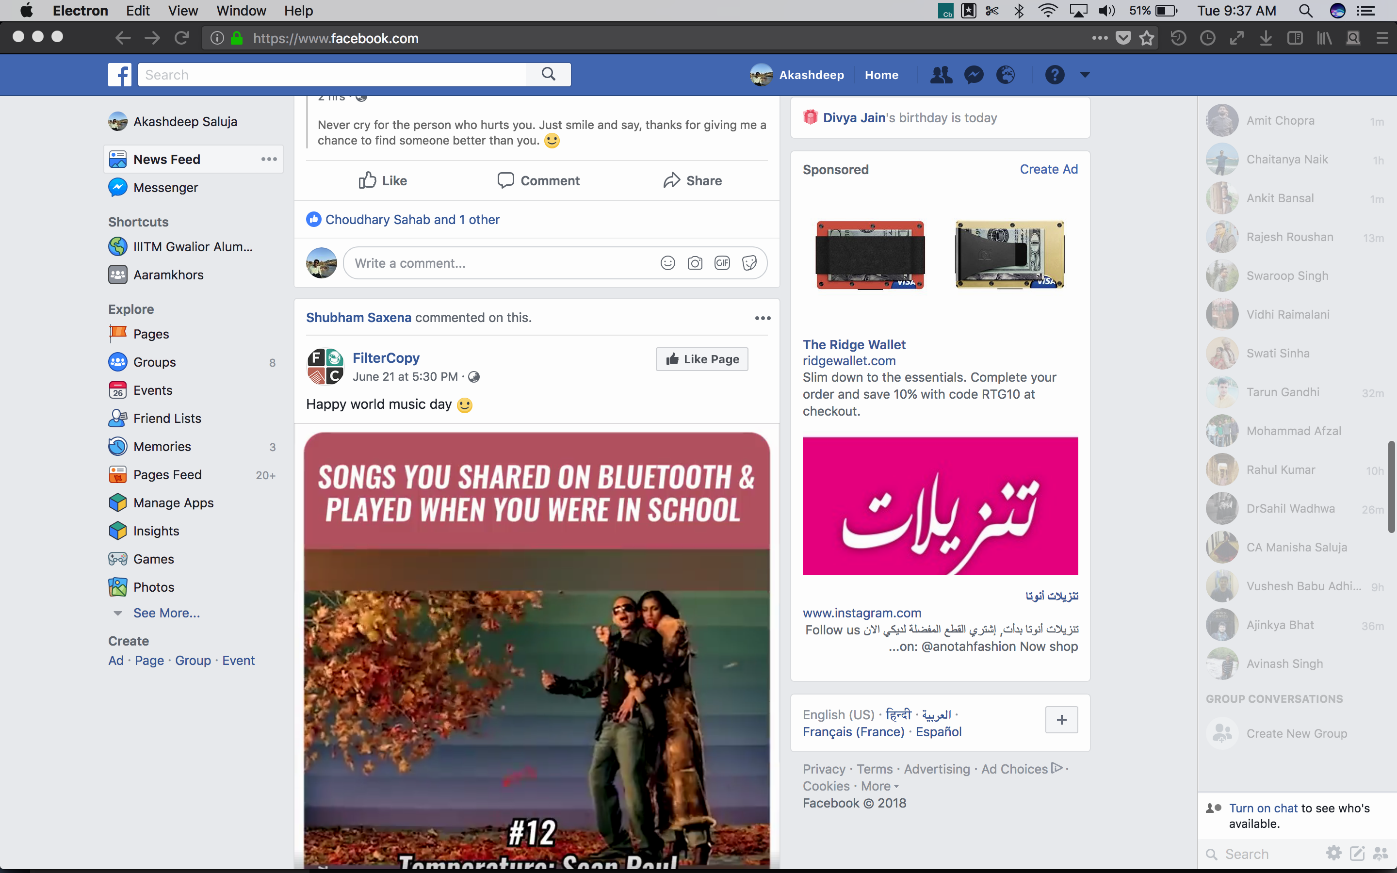 Electron File Edit View Window Help
51% Tue 9:37 AM
https://www.facebook.com
Search
Akashdeep Home
Akashdeep Saluja
News Feed
Messenger
Shortcuts
IIITM Gwalior Alum...
Aaramkhors
Explore
Pages
Groups 8
Events
Friend Lists
Memories 3
Pages Feed 20+
Manage Apps
Insights
Games
Photos
See More...
Create
Ad · Page · Group · Event
2 hrs ·
Never cry for the person who hurts you. Just smile and say, thanks for giving me a
chance to find someone better than you.
Like Comment Share
Choudhary Sahab and 1 other
Write a comment...
GIF
Shubham Saxena commented on this.
FilterCopy
June 21 at 5:30 PM ·
Like Page
Happy world music day
SONGS YOU SHARED ON BLUETOOTH &
PLAYED WHEN YOU WERE IN SCHOOL
#12
Temperature: Sean Paul
Divya Jain's birthday is today
Sponsored Create Ad
VISA VISA
The Ridge Wallet
ridgewallet.com
Slim down to the essentials. Complete your
order and save 10% with code RTG10 at
checkout.
تنزيلات
تنزيلات أنوتا
www.instagram.com
تنزيلات أنوتا بدأت, إشتري القطع المفضلة لديكي الان Follow us
...on: @anotahfashion Now shop
English (US) · हिन्दी · العربية ·
Français (France) · Español
Privacy · Terms · Advertising · Ad Choices ·
Cookies · More
Facebook © 2018
Amit Chopra 1m
Chaitanya Naik 1h
Ankit Bansal 1m
Rajesh Roushan 13m
Swaroop Singh
Vidhi Raimalani
Swati Sinha
Tarun Gandhi 32m
Mohammad Afzal
Rahul Kumar 10h
DrSahil Wadhwa 26m
CA Manisha Saluja
Vushesh Babu Adhi... 9h
Ajinkya Bhat 36m
Avinash Singh
GROUP CONVERSATIONS
Create New Group
Turn on chat to see who's
available.
Search